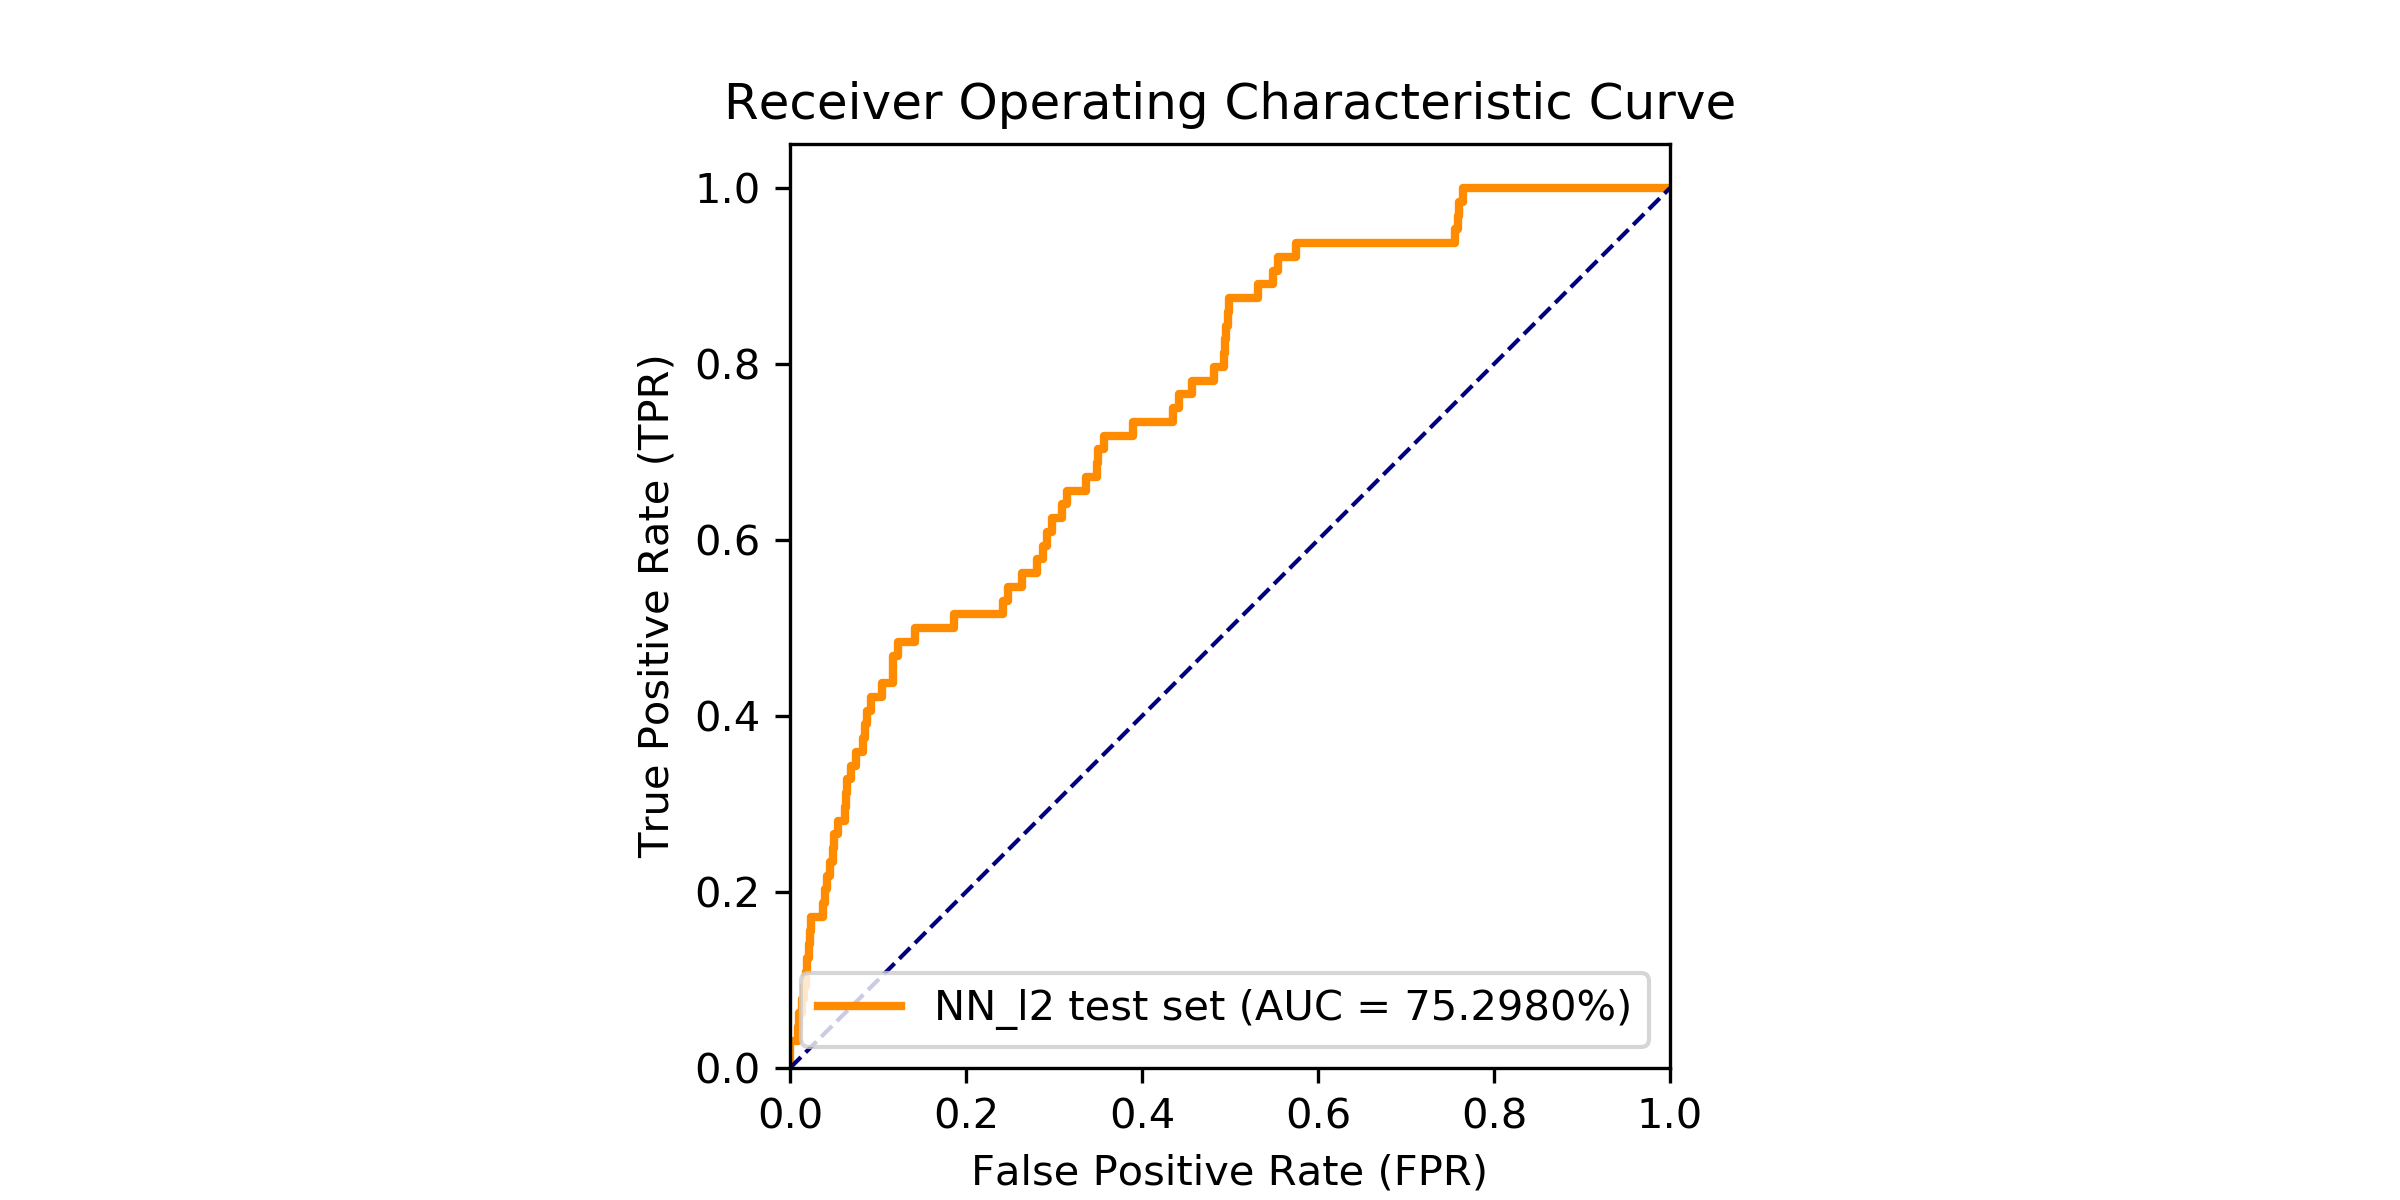 Receiver Operating Characteristic Curve
1.0
0.8
0.6
0.4
0.2
0.0
True Positive Rate (TPR)
NN_l2 test set (AUC = 75.2980%)
0.0 0.2 0.4 0.6 0.8 1.0
False Positive Rate (FPR)